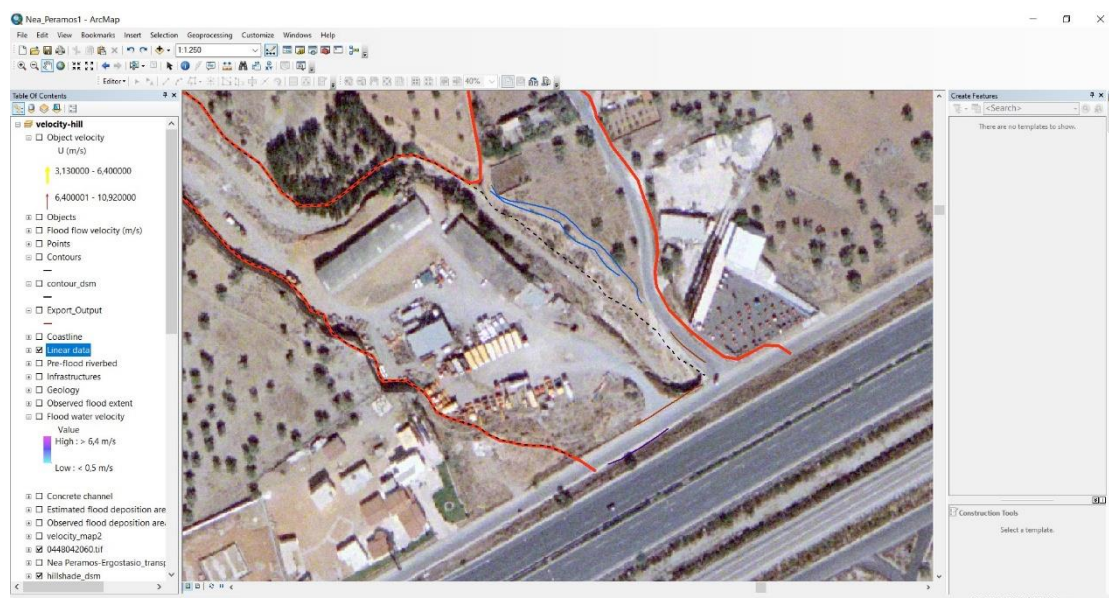 Nea_Peramos1 - ArcMap
File Edit View Bookmarks Insert Selection Geoprocessing Customize Windows Help
1:1.250
Editor
40%
Table Of Contents
velocity-hill
Object velocity
U (m/s)
3,130000 - 6,400000
6,400001 - 10,920000
Objects
Flood flow velocity (m/s)
Points
Contours
contour_dsm
Export_Output
Coastline
Linear data
Pre-flood riverbed
Infrastructures
Geology
Observed flood extent
Flood water velocity
Value
High : > 6,4 m/s
Low : < 0,5 m/s
Concrete channel
Estimated flood deposition are
Observed flood deposition are
velocity_map2
0448042060.tif
Nea Peramos-Ergostasio_transp
hillshade_dsm
Create Features
<Search>
There are no templates to show.
Construction Tools
Select a template.